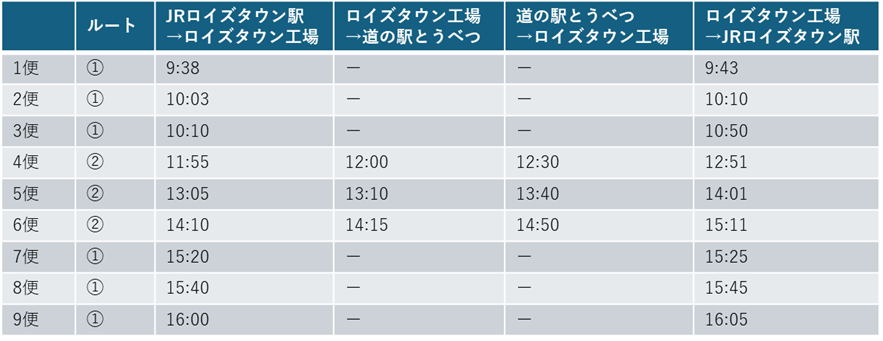 ルート JRロイズタウン駅 ロイズタウン工場 道の駅とうべつ ロイズタウン工場
→ロイズタウン工場 →道の駅とうべつ →ロイズタウン工場 →JRロイズタウン駅
1便 ① 9:38 － － 9:43
2便 ① 10:03 － － 10:10
3便 ① 10:10 － － 10:50
4便 ② 11:55 12:00 12:30 12:51
5便 ② 13:05 13:10 13:40 14:01
6便 ② 14:10 14:15 14:50 15:11
7便 ① 15:20 － － 15:25
8便 ① 15:40 － － 15:45
9便 ① 16:00 － － 16:05